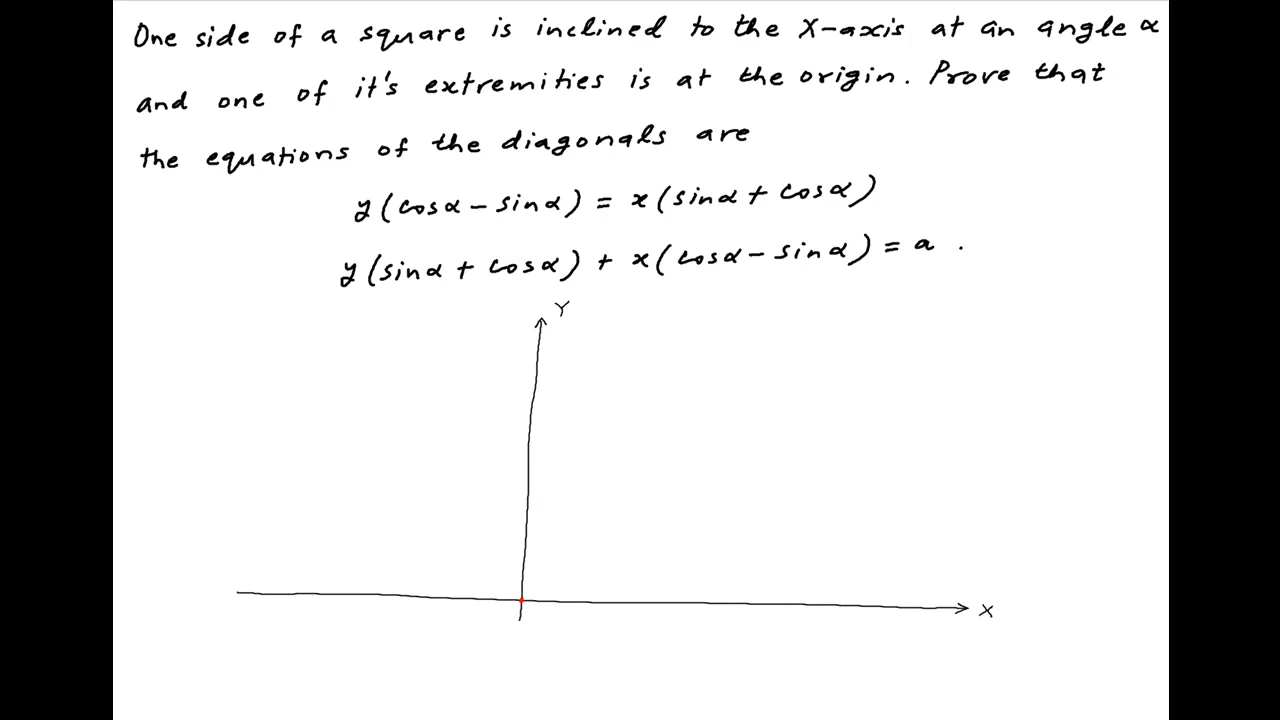 One side of a square is inclined to the X-axis at an angle α
and one of it's extremities is at the origin. Prove that
the equations of the diagonals are
y(cosα - sinα) = x(sinα + cosα)
y(sinα + cosα) + x(cosα - sinα) = a .
Y
X